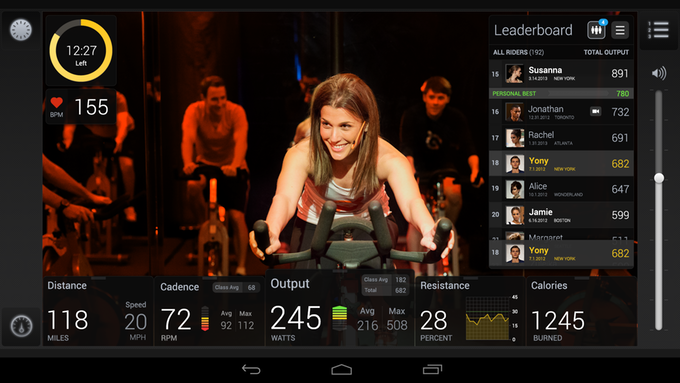 12:27
Left
BPM
155
Leaderboard
4
ALL RIDERS (192) TOTAL OUTPUT
15 Susanna 891
3.14.2013 NEW YORK
PERSONAL BEST 780
16 Jonathan 732
12.31.2013 TORONTO
17 Rachel 691
1.31.2013 ATLANTA
18 Yony 682
7.1.2012 NEW YORK
19 Alice 647
10.1.2013 WONDERLAND
20 Jamie 599
6.16.2012 BOSTON
Margaret 511
18 Yony 682
7.1.2012 NEW YORK
Distance
118
MILES
Speed
20
MPH
Cadence
Class Avg 68
72
RPM
Avg Max
92 112
Output
Class Avg 182
Total 682
245
WATTS
Avg Max
216 508
Resistance
28
PERCENT
45
30
15
0
Calories
1245
BURNED